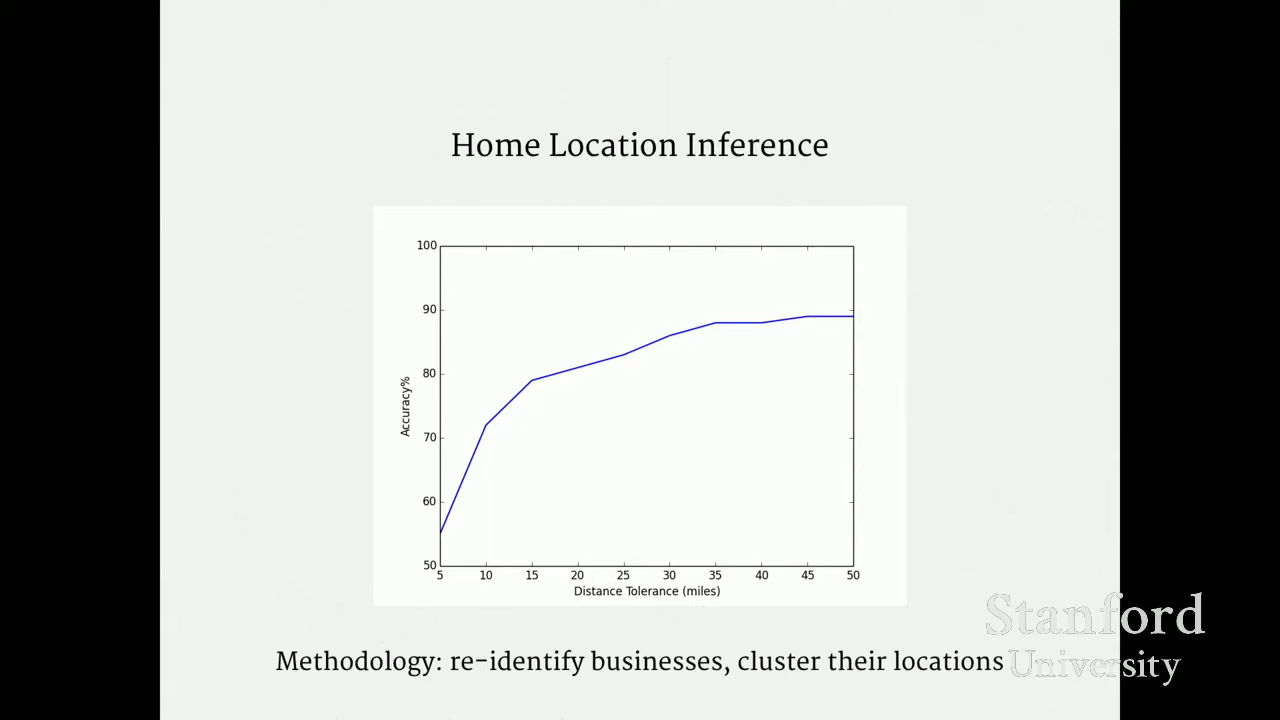 Home Location Inference
100
90
80
70
60
50
Accuracy%
5 10 15 20 25 30 35 40 45 50
Distance Tolerance (miles)
Methodology: re-identify businesses, cluster their locations
Stanford
University